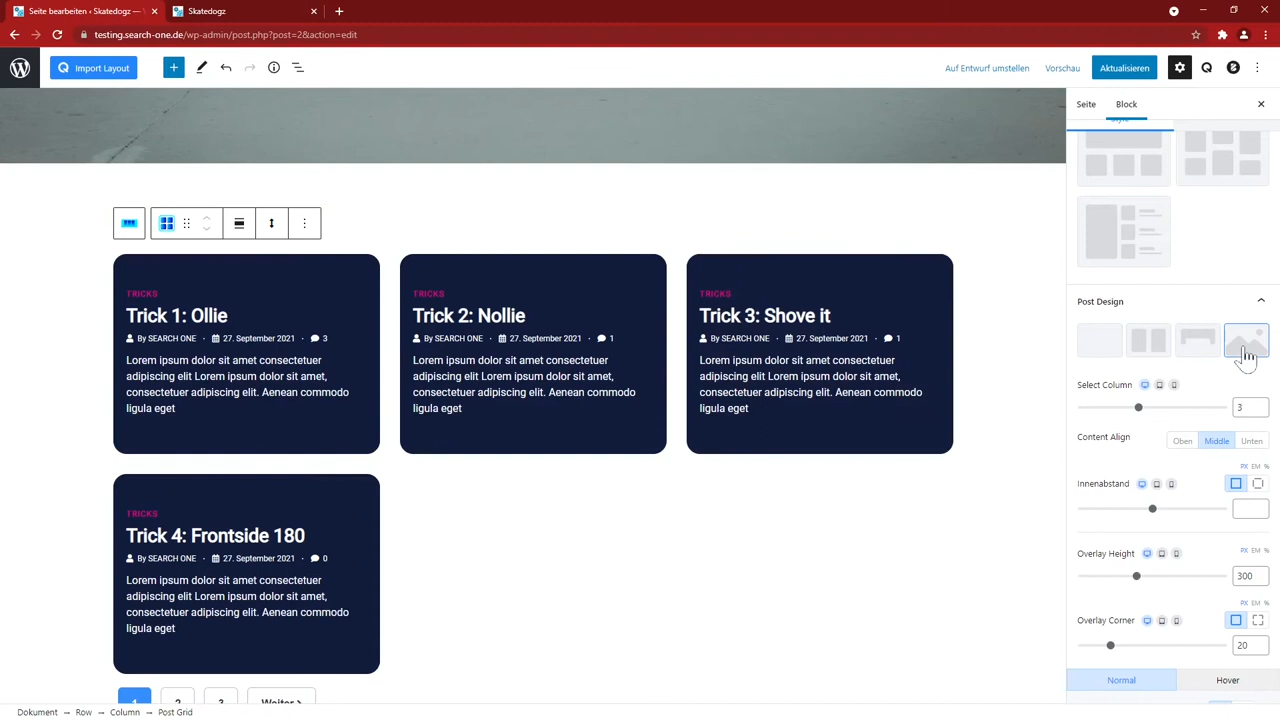 Seite bearbeiten ‹ Skatedogz —
Skatedogz
testing.search-one.de/wp-admin/post.php?post=2&action=edit
Import Layout
Auf Entwurf umstellen
Vorschau
Aktualisieren
Seite
Block
TRICKS
Trick 1: Ollie
By SEARCH ONE · 27. September 2021 · 3
Lorem ipsum dolor sit amet consectetuer
adipiscing elit Lorem ipsum dolor sit amet,
consectetuer adipiscing elit. Aenean commodo
ligula eget
TRICKS
Trick 2: Nollie
By SEARCH ONE · 27. September 2021 · 1
Lorem ipsum dolor sit amet consectetuer
adipiscing elit Lorem ipsum dolor sit amet,
consectetuer adipiscing elit. Aenean commodo
ligula eget
TRICKS
Trick 3: Shove it
By SEARCH ONE · 27. September 2021 · 1
Lorem ipsum dolor sit amet consectetuer
adipiscing elit Lorem ipsum dolor sit amet,
consectetuer adipiscing elit. Aenean commodo
ligula eget
TRICKS
Trick 4: Frontside 180
By SEARCH ONE · 27. September 2021 · 0
Lorem ipsum dolor sit amet consectetuer
adipiscing elit Lorem ipsum dolor sit amet,
consectetuer adipiscing elit. Aenean commodo
ligula eget
1 2 3 Weiter >
Post Design
Select Column
3
Content Align
Oben Middle Unten
PX EM %
Innenabstand
PX EM %
Overlay Height
300
PX EM %
Overlay Corner
20
Normal
Hover
Dokument → Row → Column → Post Grid